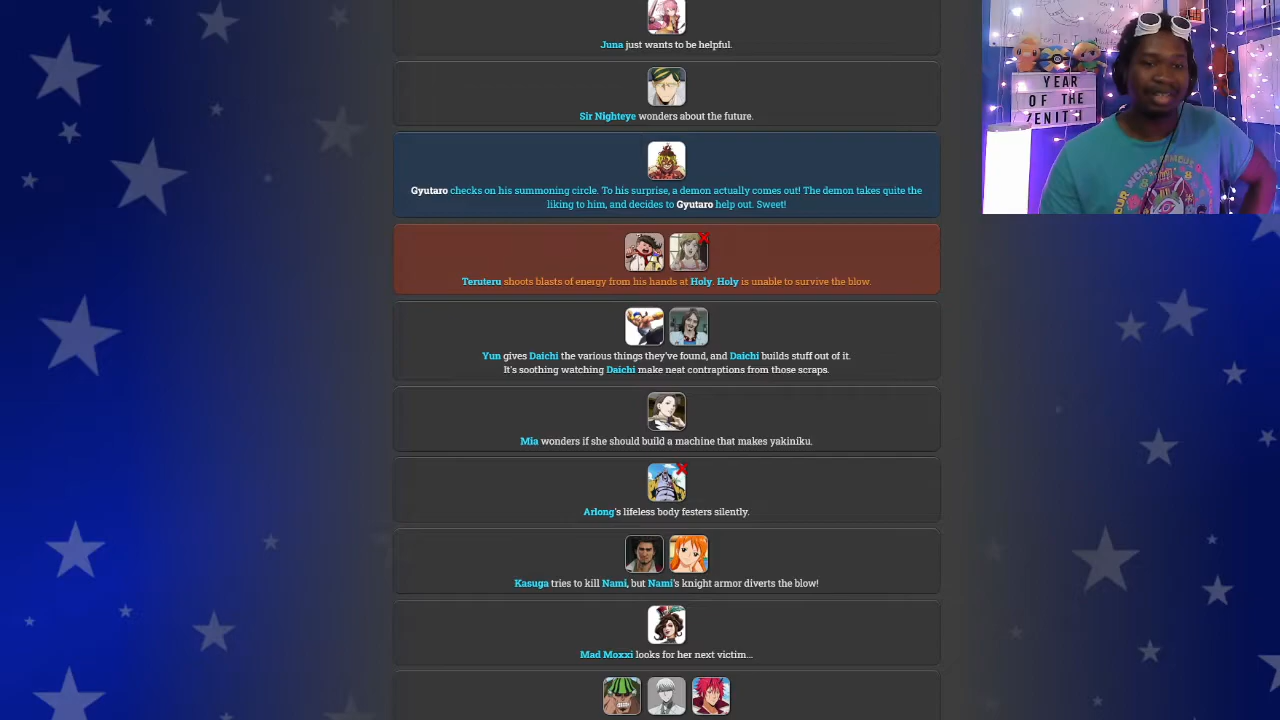 Juna just wants to be helpful.
Sir Nighteye wonders about the future.
Gyutaro checks on his summoning circle. To his surprise, a demon actually comes out! The demon takes quite the
liking to him, and decides to Gyutaro help out. Sweet!
Teruteru shoots blasts of energy from his hands at Holy. Holy is unable to survive the blow.
Yun gives Daichi the various things they've found, and Daichi builds stuff out of it.
It's soothing watching Daichi make neat contraptions from those scraps.
Mia wonders if she should build a machine that makes yakiniku.
Arlong's lifeless body festers silently.
Kasuga tries to kill Nami, but Nami's knight armor diverts the blow!
Mad Moxxi looks for her next victim...
YEAR
OF THE
ZENITH
WORLD FAMOUS